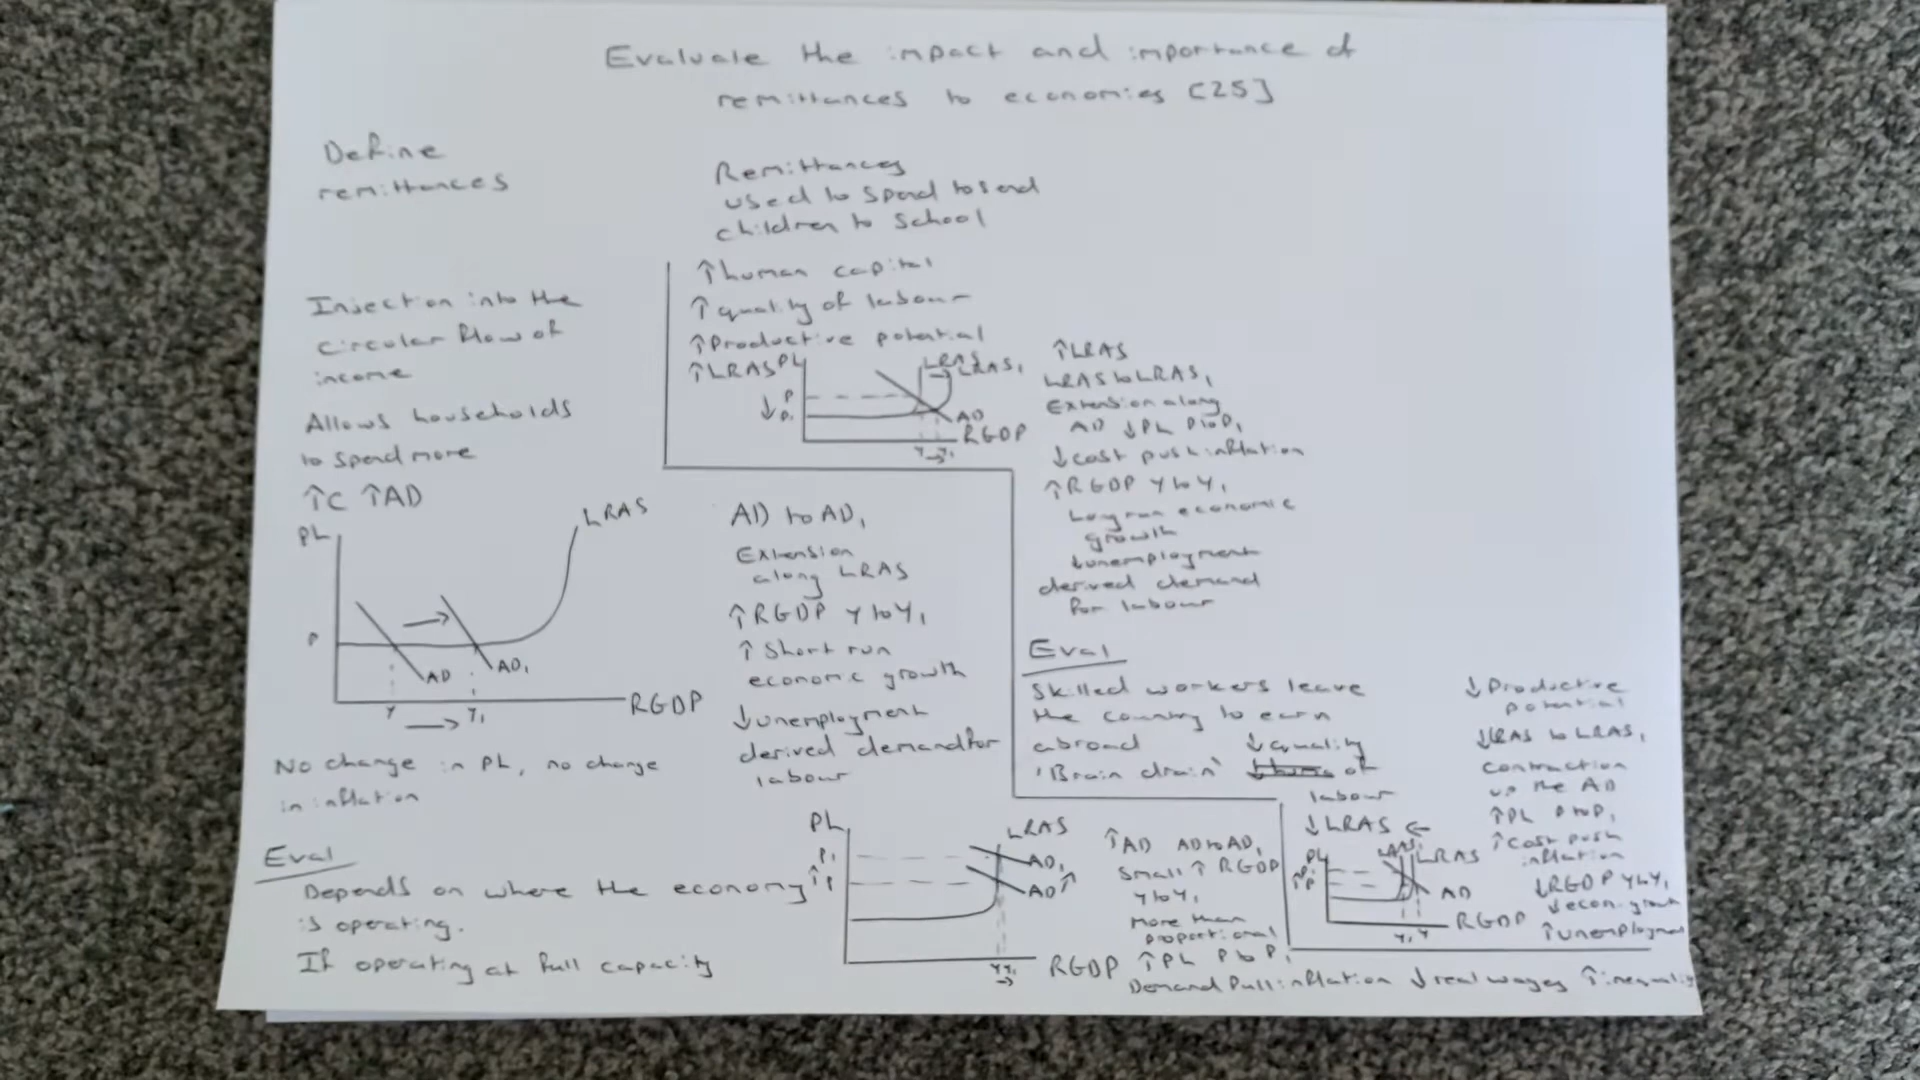 Evaluate the impact and importance of
remittances to economies [25]
Define
remittances
Injection into the
circular flow of
income
Allows households
to spend more
↑C ↑AD
PL
LRAS
P
AD
AD₁
Y → Y₁
RGDP
No change in PL, no change
in inflation
AD to AD₁
Extension
along LRAS
↑RGDP Y to Y₁
↑ Short run
economic growth
↓unemployment
derived demand for
labour
Eval
Depends on where the economy
is operating.
If operating at full capacity
PL
LRAS
P₁
↑P
AD₁
AD↑
Y Y₁
→
RGDP
↑AD AD to AD₁
Small ↑ RGDP
Y to Y₁
more than
proportional
↑PL P to P₁
Demand Pull inflation ↓real wages ↑inequality
Remittances
used to spend to send
children to school
↑human capital
↑quality of labour
↑Productive potential
↑LRAS
PL
LRAS LRAS₁
P
↓ P₁
AD
RGDP
Y → Y₁
↑LRAS
LRAS to LRAS₁
Extension along
AD ↓PL P to P₁
↓cost push inflation
↑RGDP Y to Y₁
Long run economic
growth
↓unemployment
derived demand
for labour
Eval
Skilled workers leave
the country to earn
abroad
'Brain drain'
↓quality
of
labour
↓LRAS ←
PL
LRAS₁ LRAS
P₁
↑P
AD
RGDP
Y₁ Y
↓Productive
potential
↓LRAS to LRAS₁
contraction
up the AD
↑PL P to P₁
↑Cost push
inflation
↓RGDP Y to Y₁
↓econ. growth
↑unemployment